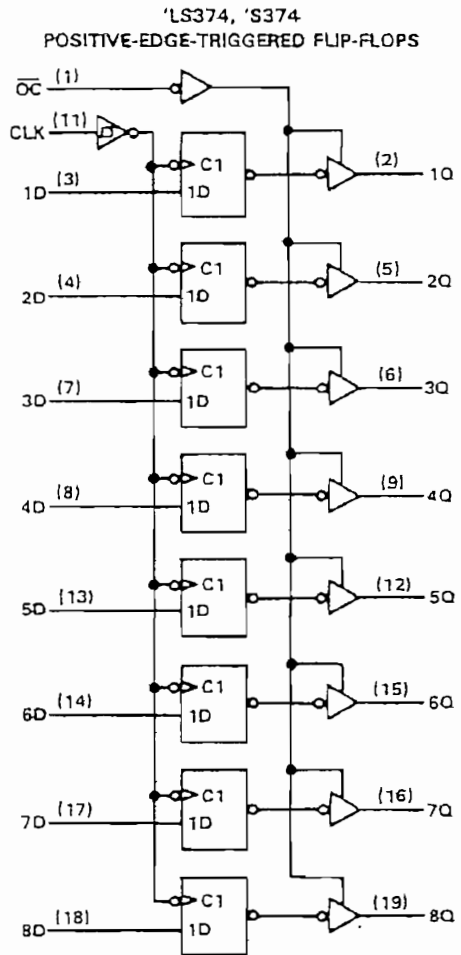 'LS374, 'S374
POSITIVE-EDGE-TRIGGERED FLIP-FLOPS
OC (1)
CLK (11)
C1
1D (3) 1D (2) 1Q
C1
2D (4) 1D (5) 2Q
C1
3D (7) 1D (6) 3Q
C1
4D (8) 1D (9) 4Q
C1
5D (13) 1D (12) 5Q
C1
6D (14) 1D (15) 6Q
C1
7D (17) 1D (16) 7Q
C1
8D (18) 1D (19) 8Q